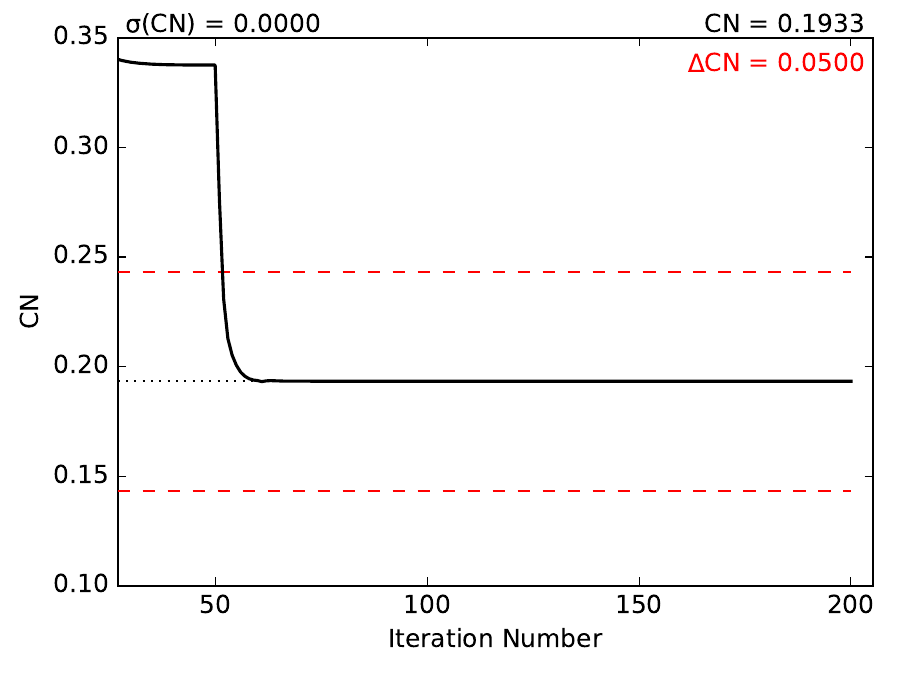 σ(CN) = 0.0000
CN = 0.1933
ΔCN = 0.0500
0.35
0.30
0.25
0.20
0.15
0.10
CN
50
100
150
200
Iteration Number